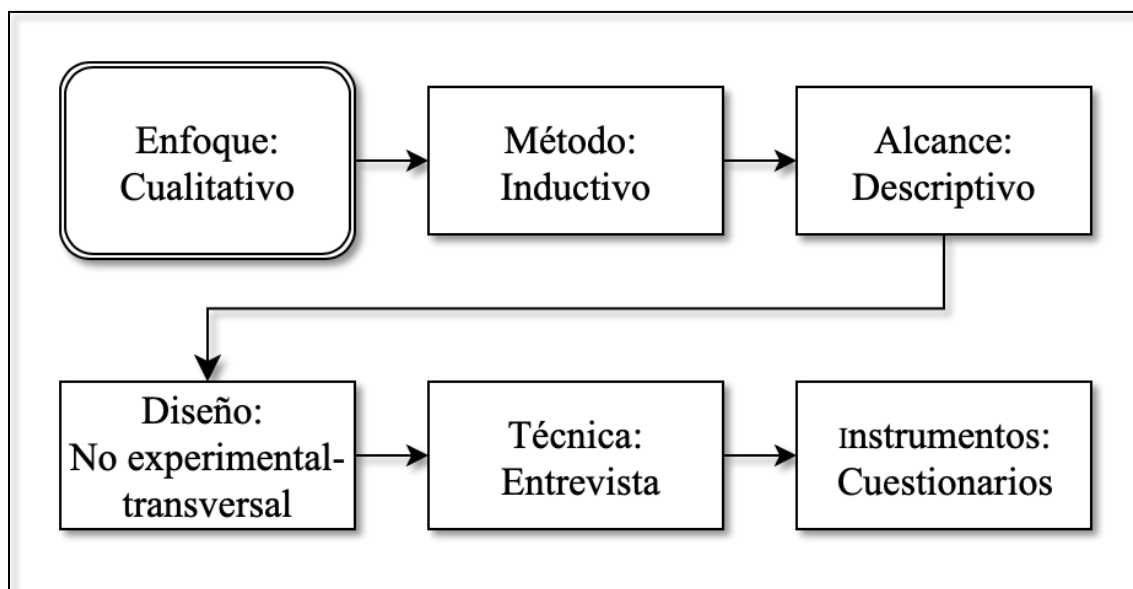 Enfoque:
Cualitativo
Método:
Inductivo
Alcance:
Descriptivo
Diseño:
No experimental-
transversal
Técnica:
Entrevista
Instrumentos:
Cuestionarios